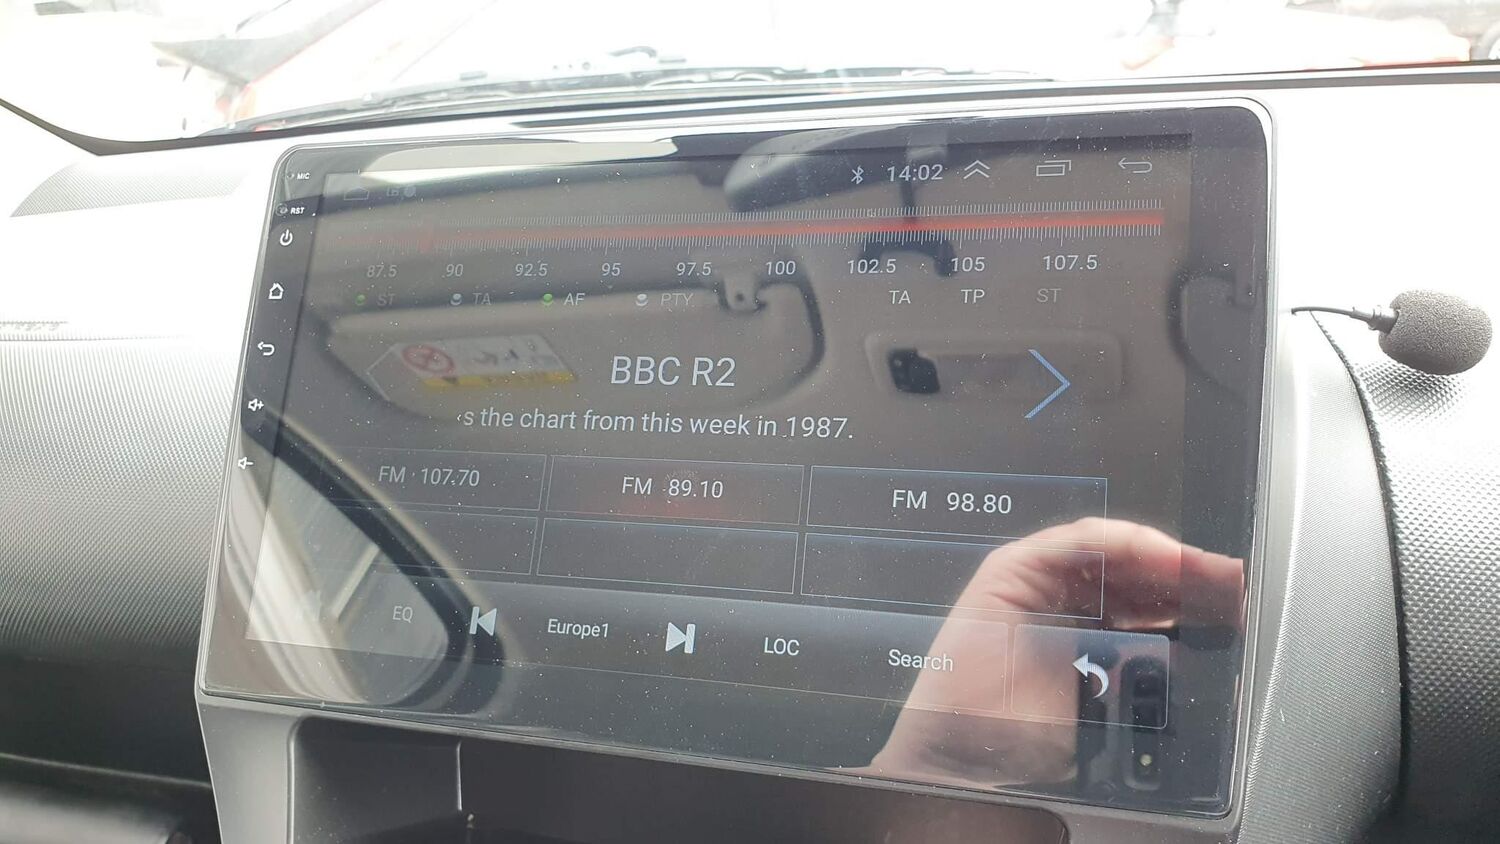 MIC
14:02
RST
87.5 90 92.5 95 97.5 100 102.5 105 107.5
ST TA AF PTY TA TP ST
BBC R2
s the chart from this week in 1987.
FM 107.70 FM 89.10 FM 98.80
EQ Europe1 LOC Search